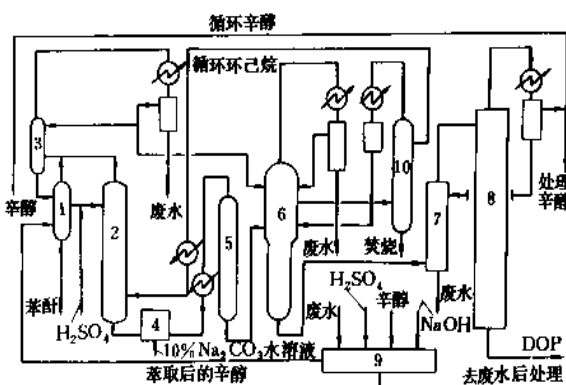 循环辛醇
循环环己烷
3
10
1
2
5
6
7
8
辛醇
废水
废水
焚烧
处理
辛醇
苯酐
H₂SO₄
4
10%Na₂CO₃水溶液
萃取后的辛醇
废水
H₂SO₄
辛醇
NaOH
废水
9
DOP
去废水后处理